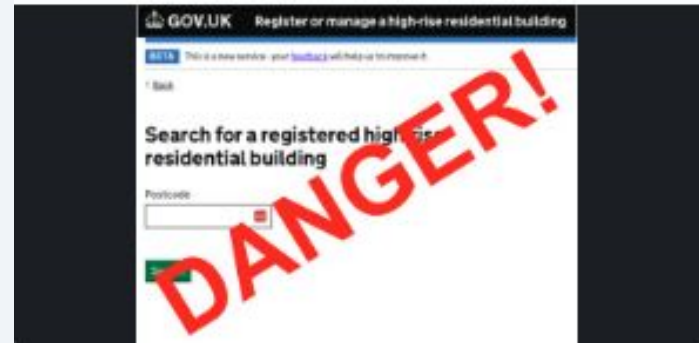 GOV.UK Register or manage a high-rise residential building
BETA This is a new service - your feedback will help us to improve it.
Back
Search for a registered high-rise
residential building
Postcode
DANGER!